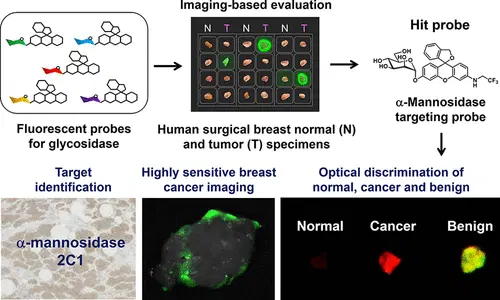 Imaging-based evaluation
N T N T N T
Fluorescent probes
for glycosidase
Human surgical breast normal (N)
and tumor (T) specimens
Hit probe
HO
OH
HO
HO
O
O
O
N
H
CF₃
α-Mannosidase
targeting probe
Target
identification
α-mannosidase
2C1
Highly sensitive breast
cancer imaging
Optical discrimination of
normal, cancer and benign
Normal Cancer Benign